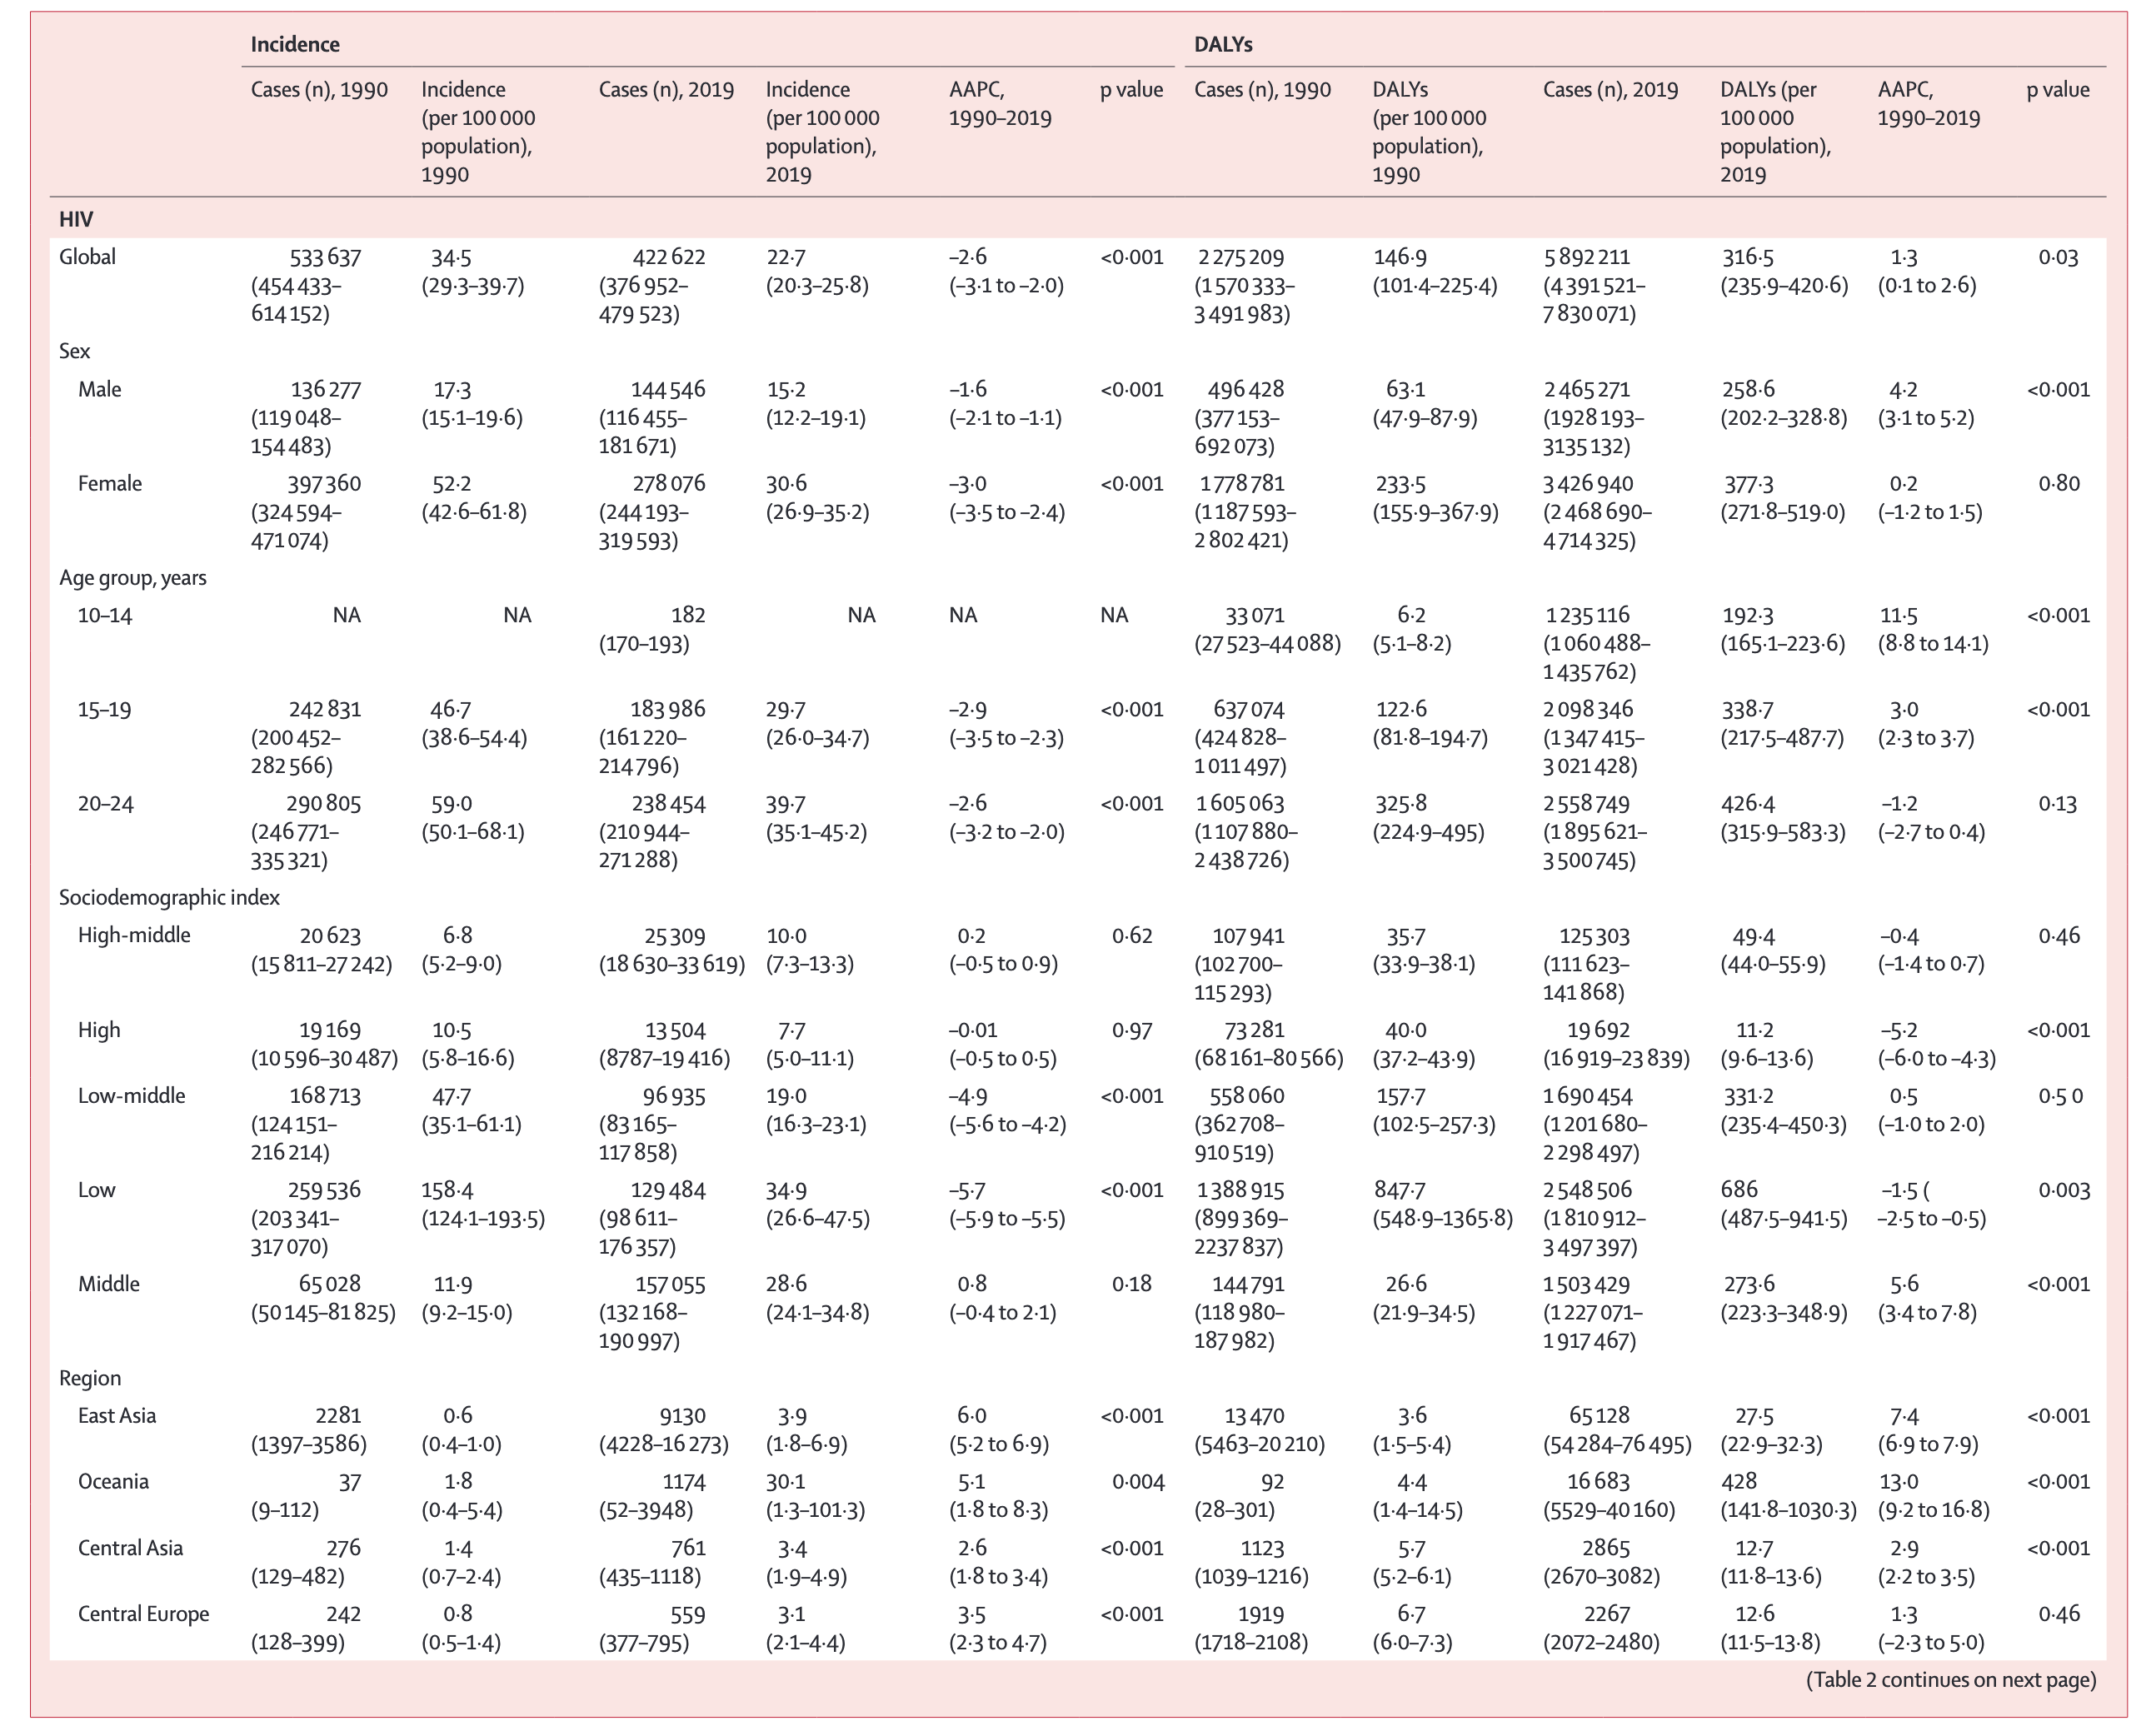 Incidence DALYs
Cases (n), 1990 Incidence (per 100 000 population), 1990 Cases (n), 2019 Incidence (per 100 000 population), 2019 AAPC, 1990–2019 p value Cases (n), 1990 DALYs (per 100 000 population), 1990 Cases (n), 2019 DALYs (per 100 000 population), 2019 AAPC, 1990–2019 p value
HIV
Global 533 637 (454 433–614 152) 34·5 (29·3–39·7) 422 622 (376 952–479 523) 22·7 (20·3–25·8) –2·6 (–3·1 to –2·0) <0·001 2 275 209 (1 570 333–3 491 983) 146·9 (101·4–225·4) 5 892 211 (4 391 521–7 830 071) 316·5 (235·9–420·6) 1·3 (0·1 to 2·6) 0·03
Sex
Male 136 277 (119 048–154 483) 17·3 (15·1–19·6) 144 546 (116 455–181 671) 15·2 (12·2–19·1) –1·6 (–2·1 to –1·1) <0·001 496 428 (377 153–692 073) 63·1 (47·9–87·9) 2 465 271 (1 928 193–3 135 132) 258·6 (202·2–328·8) 4·2 (3·1 to 5·2) <0·001
Female 397 360 (324 594–471 074) 52·2 (42·6–61·8) 278 076 (244 193–319 593) 30·6 (26·9–35·2) –3·0 (–3·5 to –2·4) <0·001 1 778 781 (1 187 593–2 802 421) 233·5 (155·9–367·9) 3 426 940 (2 468 690–4 714 325) 377·3 (271·8–519·0) 0·2 (–1·2 to 1·5) 0·80
Age group, years
10–14 NA NA 182 (170–193) NA NA NA 33 071 (27 523–44 088) 6·2 (5·1–8·2) 1 235 116 (1 060 488–1 435 762) 192·3 (165·1–223·6) 11·5 (8·8 to 14·1) <0·001
15–19 242 831 (200 452–282 566) 46·7 (38·6–54·4) 183 986 (161 220–214 796) 29·7 (26·0–34·7) –2·9 (–3·5 to –2·3) <0·001 637 074 (424 828–1 011 497) 122·6 (81·8–194·7) 2 098 346 (1 347 415–3 021 428) 338·7 (217·5–487·7) 3·0 (2·3 to 3·7) <0·001
20–24 290 805 (246 771–335 321) 59·0 (50·1–68·1) 238 454 (210 944–271 288) 39·7 (35·1–45·2) –2·6 (–3·2 to –2·0) <0·001 1 605 063 (1 107 880–2 438 726) 325·8 (224·9–495) 2 558 749 (1 895 621–3 500 745) 426·4 (315·9–583·3) –1·2 (–2·7 to 0·4) 0·13
Sociodemographic index
High-middle 20 623 (15 811–27 242) 6·8 (5·2–9·0) 25 309 (18 630–33 619) 10·0 (7·3–13·3) 0·2 (–0·5 to 0·9) 0·62 107 941 (102 700–115 293) 35·7 (33·9–38·1) 125 303 (111 623–141 868) 49·4 (44·0–55·9) –0·4 (–1·4 to 0·7) 0·46
High 19 169 (10 596–30 487) 10·5 (5·8–16·6) 13 504 (8787–19 416) 7·7 (5·0–11·1) –0·01 (–0·5 to 0·5) 0·97 73 281 (68 161–80 566) 40·0 (37·2–43·9) 19 692 (16 919–23 839) 11·2 (9·6–13·6) –5·2 (–6·0 to –4·3) <0·001
Low-middle 168 713 (124 151–216 214) 47·7 (35·1–61·1) 96 935 (83 165–117 858) 19·0 (16·3–23·1) –4·9 (–5·6 to –4·2) <0·001 558 060 (362 708–910 519) 157·7 (102·5–257·3) 1 690 454 (1 201 680–2 298 497) 331·2 (235·4–450·3) 0·5 (–1·0 to 2·0) 0·5 0
Low 259 536 (203 341–317 070) 158·4 (124·1–193·5) 129 484 (98 611–176 357) 34·9 (26·6–47·5) –5·7 (–5·9 to –5·5) <0·001 1 388 915 (899 369–2 237 837) 847·7 (548·9–1365·8) 2 548 506 (1 810 912–3 497 397) 686 (487·5–941·5) –1·5 ( –2·5 to –0·5) 0·003
Middle 65 028 (50 145–81 825) 11·9 (9·2–15·0) 157 055 (132 168–190 997) 28·6 (24·1–34·8) 0·8 (–0·4 to 2·1) 0·18 144 791 (118 980–187 982) 26·6 (21·9–34·5) 1 503 429 (1 227 071–1 917 467) 273·6 (223·3–348·9) 5·6 (3·4 to 7·8) <0·001
Region
East Asia 2281 (1397–3586) 0·6 (0·4–1·0) 9130 (4228–16 273) 3·9 (1·8–6·9) 6·0 (5·2 to 6·9) <0·001 13 470 (5463–20 210) 3·6 (1·5–5·4) 65 128 (54 284–76 495) 27·5 (22·9–32·3) 7·4 (6·9 to 7·9) <0·001
Oceania 37 (9–112) 1·8 (0·4–5·4) 1174 (52–3948) 30·1 (1·3–101·3) 5·1 (1·8 to 8·3) 0·004 92 (28–301) 4·4 (1·4–14·5) 16 683 (5529–40 160) 428 (141·8–1030·3) 13·0 (9·2 to 16·8) <0·001
Central Asia 276 (129–482) 1·4 (0·7–2·4) 761 (435–1118) 3·4 (1·9–4·9) 2·6 (1·8 to 3·4) <0·001 1123 (1039–1216) 5·7 (5·2–6·1) 2865 (2670–3082) 12·7 (11·8–13·6) 2·9 (2·2 to 3·5) <0·001
Central Europe 242 (128–399) 0·8 (0·5–1·4) 559 (377–795) 3·1 (2·1–4·4) 3·5 (2·3 to 4·7) <0·001 1919 (1718–2108) 6·7 (6·0–7·3) 2267 (2072–2480) 12·6 (11·5–13·8) 1·3 (–2·3 to 5·0) 0·46
(Table 2 continues on next page)